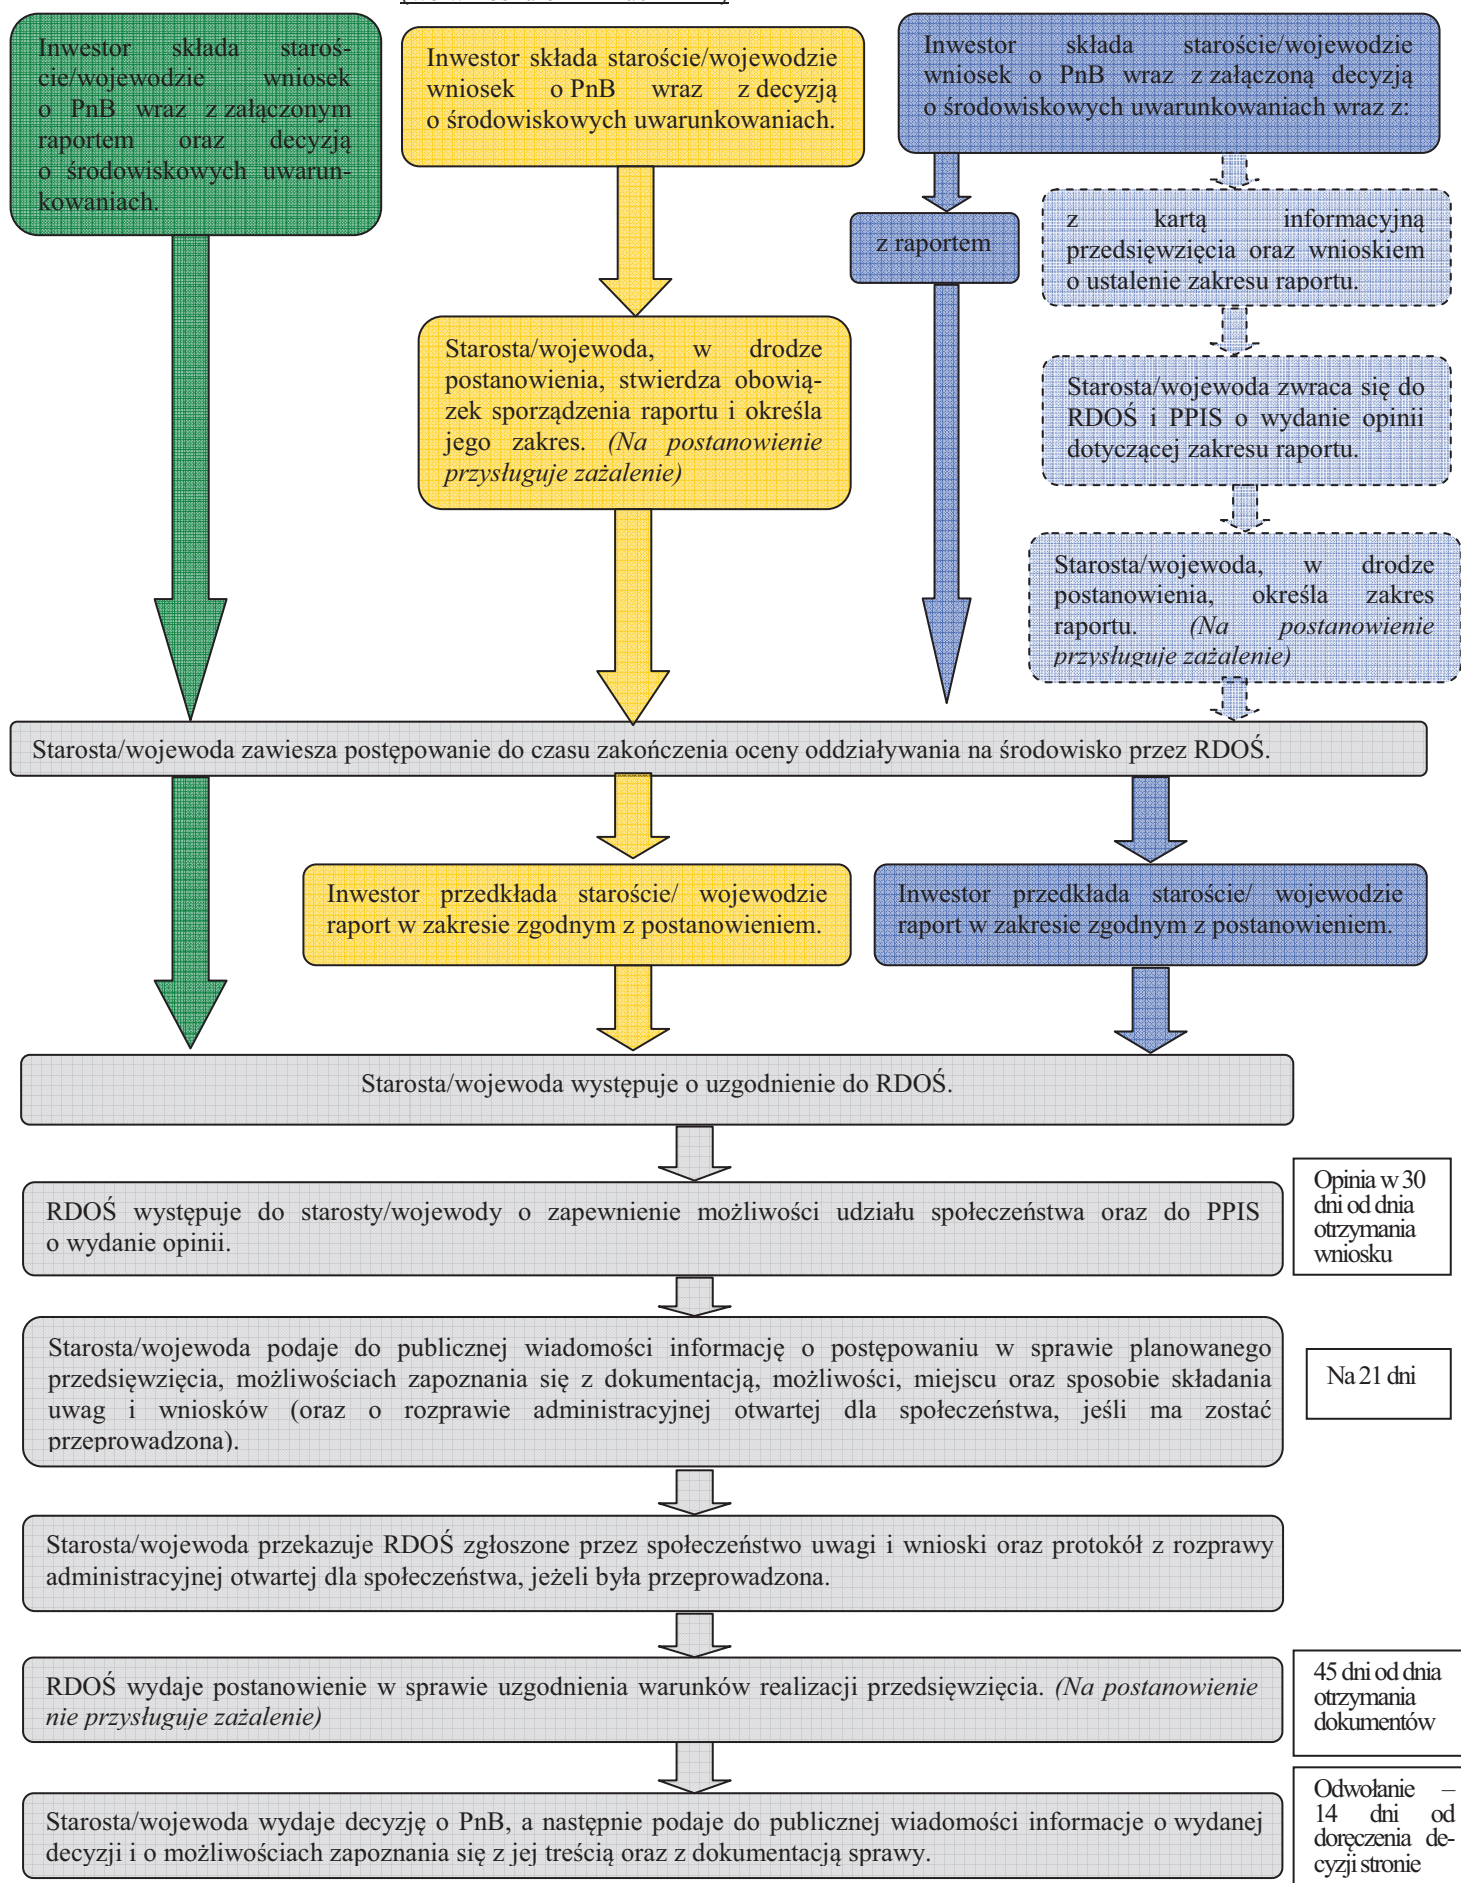 Inwestor składa staroś-
cie/wojewodzie wniosek
o PnB wraz z załączonym
raportem oraz decyzją
o środowiskowych uwarun-
kowaniach.
Inwestor składa staroście/wojewodzie
wniosek o PnB wraz z decyzją
o środowiskowych uwarunkowaniach.
Inwestor składa staroście/wojewodzie
wniosek o PnB wraz z załączoną decyzją
o środowiskowych uwarunkowaniach wraz z:
z raportem
z kartą informacyjną
przedsięwzięcia oraz wnioskiem
o ustalenie zakresu raportu.
Starosta/wojewoda, w drodze
postanowienia, stwierdza obowią-
zek sporządzenia raportu i określa
jego zakres. (Na postanowienie
przysługuje zażalenie)
Starosta/wojewoda zwraca się do
RDOŚ i PPIS o wydanie opinii
dotyczącej zakresu raportu.
Starosta/wojewoda, w drodze
postanowienia, określa zakres
raportu. (Na postanowienie
przysługuje zażalenie)
Starosta/wojewoda zawiesza postępowanie do czasu zakończenia oceny oddziaływania na środowisko przez RDOŚ.
Inwestor przedkłada staroście/ wojewodzie
raport w zakresie zgodnym z postanowieniem.
Inwestor przedkłada staroście/ wojewodzie
raport w zakresie zgodnym z postanowieniem.
Starosta/wojewoda występuje o uzgodnienie do RDOŚ.
RDOŚ występuje do starosty/wojewody o zapewnienie możliwości udziału społeczeństwa oraz do PPIS
o wydanie opinii.
Opinia w 30
dni od dnia
otrzymania
wniosku
Starosta/wojewoda podaje do publicznej wiadomości informację o postępowaniu w sprawie planowanego
przedsięwzięcia, możliwościach zapoznania się z dokumentacją, możliwości, miejscu oraz sposobie składania
uwag i wniosków (oraz o rozprawie administracyjnej otwartej dla społeczeństwa, jeśli ma zostać
przeprowadzona).
Na 21 dni
Starosta/wojewoda przekazuje RDOŚ zgłoszone przez społeczeństwo uwagi i wnioski oraz protokół z rozprawy
administracyjnej otwartej dla społeczeństwa, jeżeli była przeprowadzona.
RDOŚ wydaje postanowienie w sprawie uzgodnienia warunków realizacji przedsięwzięcia. (Na postanowienie
nie przysługuje zażalenie)
45 dni od dnia
otrzymania
dokumentów
Starosta/wojewoda wydaje decyzję o PnB, a następnie podaje do publicznej wiadomości informacje o wydanej
decyzji i o możliwościach zapoznania się z jej treścią oraz z dokumentacją sprawy.
Odwołanie –
14 dni od
doręczenia de-
cyzji stronie